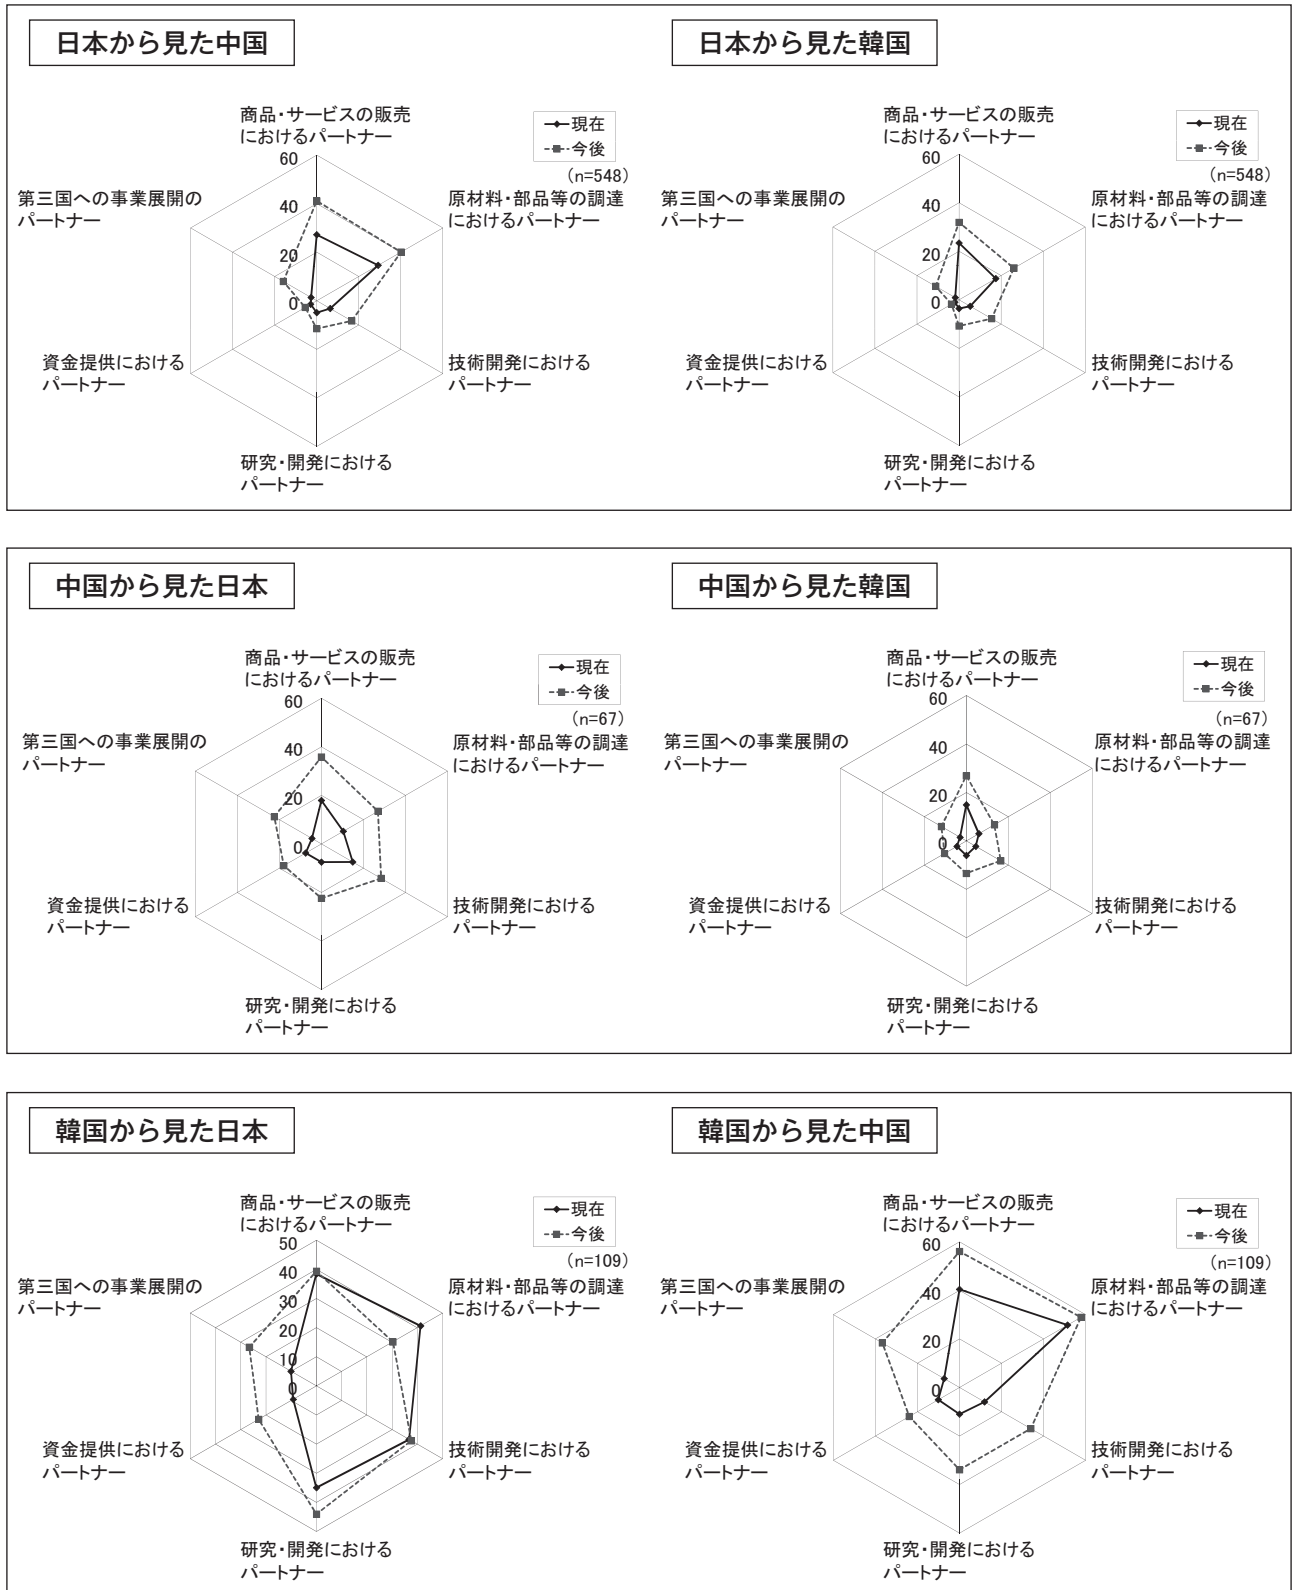 日本から見た中国
商品・サービスの販売
におけるパートナー
現在
今後
(n=548)
60
40
20
0
第三国への事業展開の
パートナー
原材料・部品等の調達
におけるパートナー
資金提供における
パートナー
技術開発における
パートナー
研究・開発における
パートナー
日本から見た韓国
商品・サービスの販売
におけるパートナー
現在
今後
(n=548)
60
40
20
0
第三国への事業展開の
パートナー
原材料・部品等の調達
におけるパートナー
資金提供における
パートナー
技術開発における
パートナー
研究・開発における
パートナー
中国から見た日本
商品・サービスの販売
におけるパートナー
現在
今後
(n=67)
60
40
20
0
第三国への事業展開の
パートナー
原材料・部品等の調達
におけるパートナー
資金提供における
パートナー
技術開発における
パートナー
研究・開発における
パートナー
中国から見た韓国
商品・サービスの販売
におけるパートナー
現在
今後
(n=67)
60
40
20
0
第三国への事業展開の
パートナー
原材料・部品等の調達
におけるパートナー
資金提供における
パートナー
技術開発における
パートナー
研究・開発における
パートナー
韓国から見た日本
商品・サービスの販売
におけるパートナー
現在
今後
(n=109)
50
40
30
20
10
0
第三国への事業展開の
パートナー
原材料・部品等の調達
におけるパートナー
資金提供における
パートナー
技術開発における
パートナー
研究・開発における
パートナー
韓国から見た中国
商品・サービスの販売
におけるパートナー
現在
今後
(n=109)
60
40
20
0
第三国への事業展開の
パートナー
原材料・部品等の調達
におけるパートナー
資金提供における
パートナー
技術開発における
パートナー
研究・開発における
パートナー